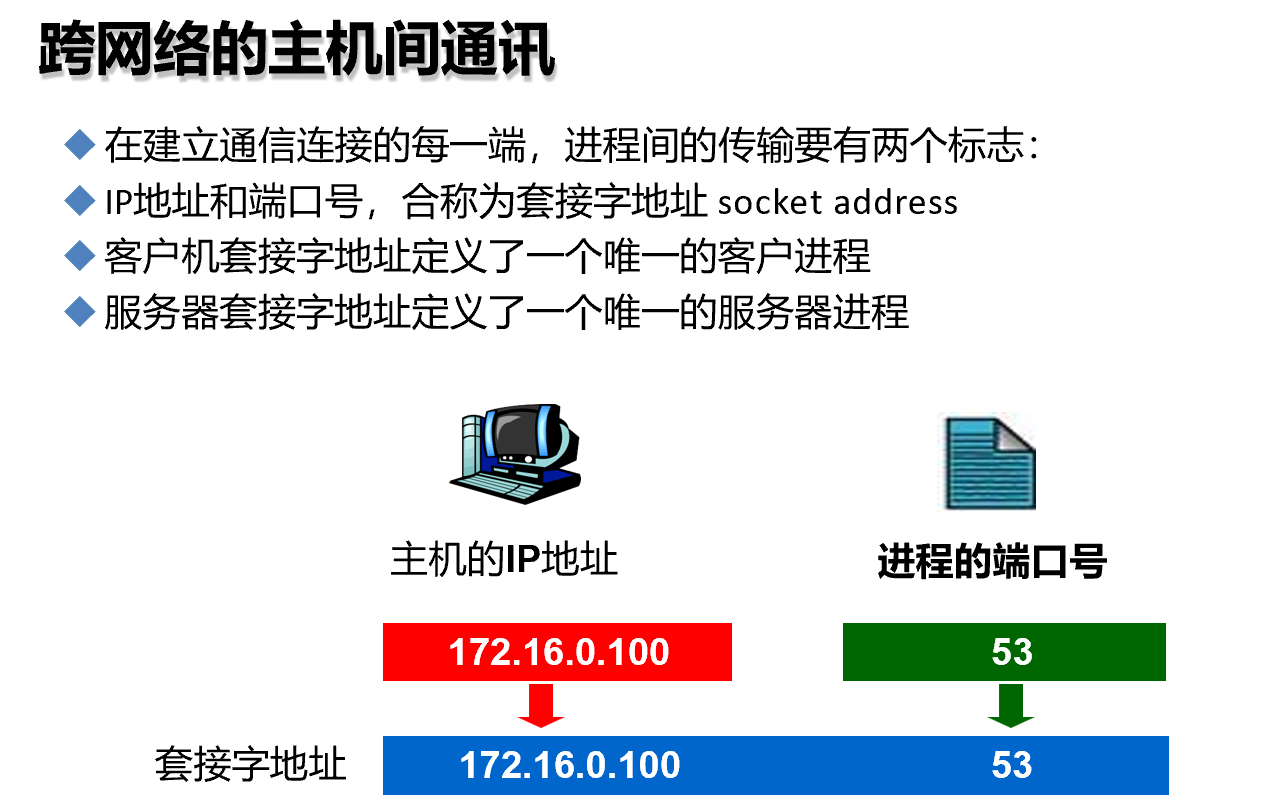 跨网络的主机间通讯
在建立通信连接的每一端，进程间的传输要有两个标志：
IP地址和端口号，合称为套接字地址 socket address
客户机套接字地址定义了一个唯一的客户进程
服务器套接字地址定义了一个唯一的服务器进程
主机的IP地址
进程的端口号
172.16.0.100
53
套接字地址
172.16.0.100
53